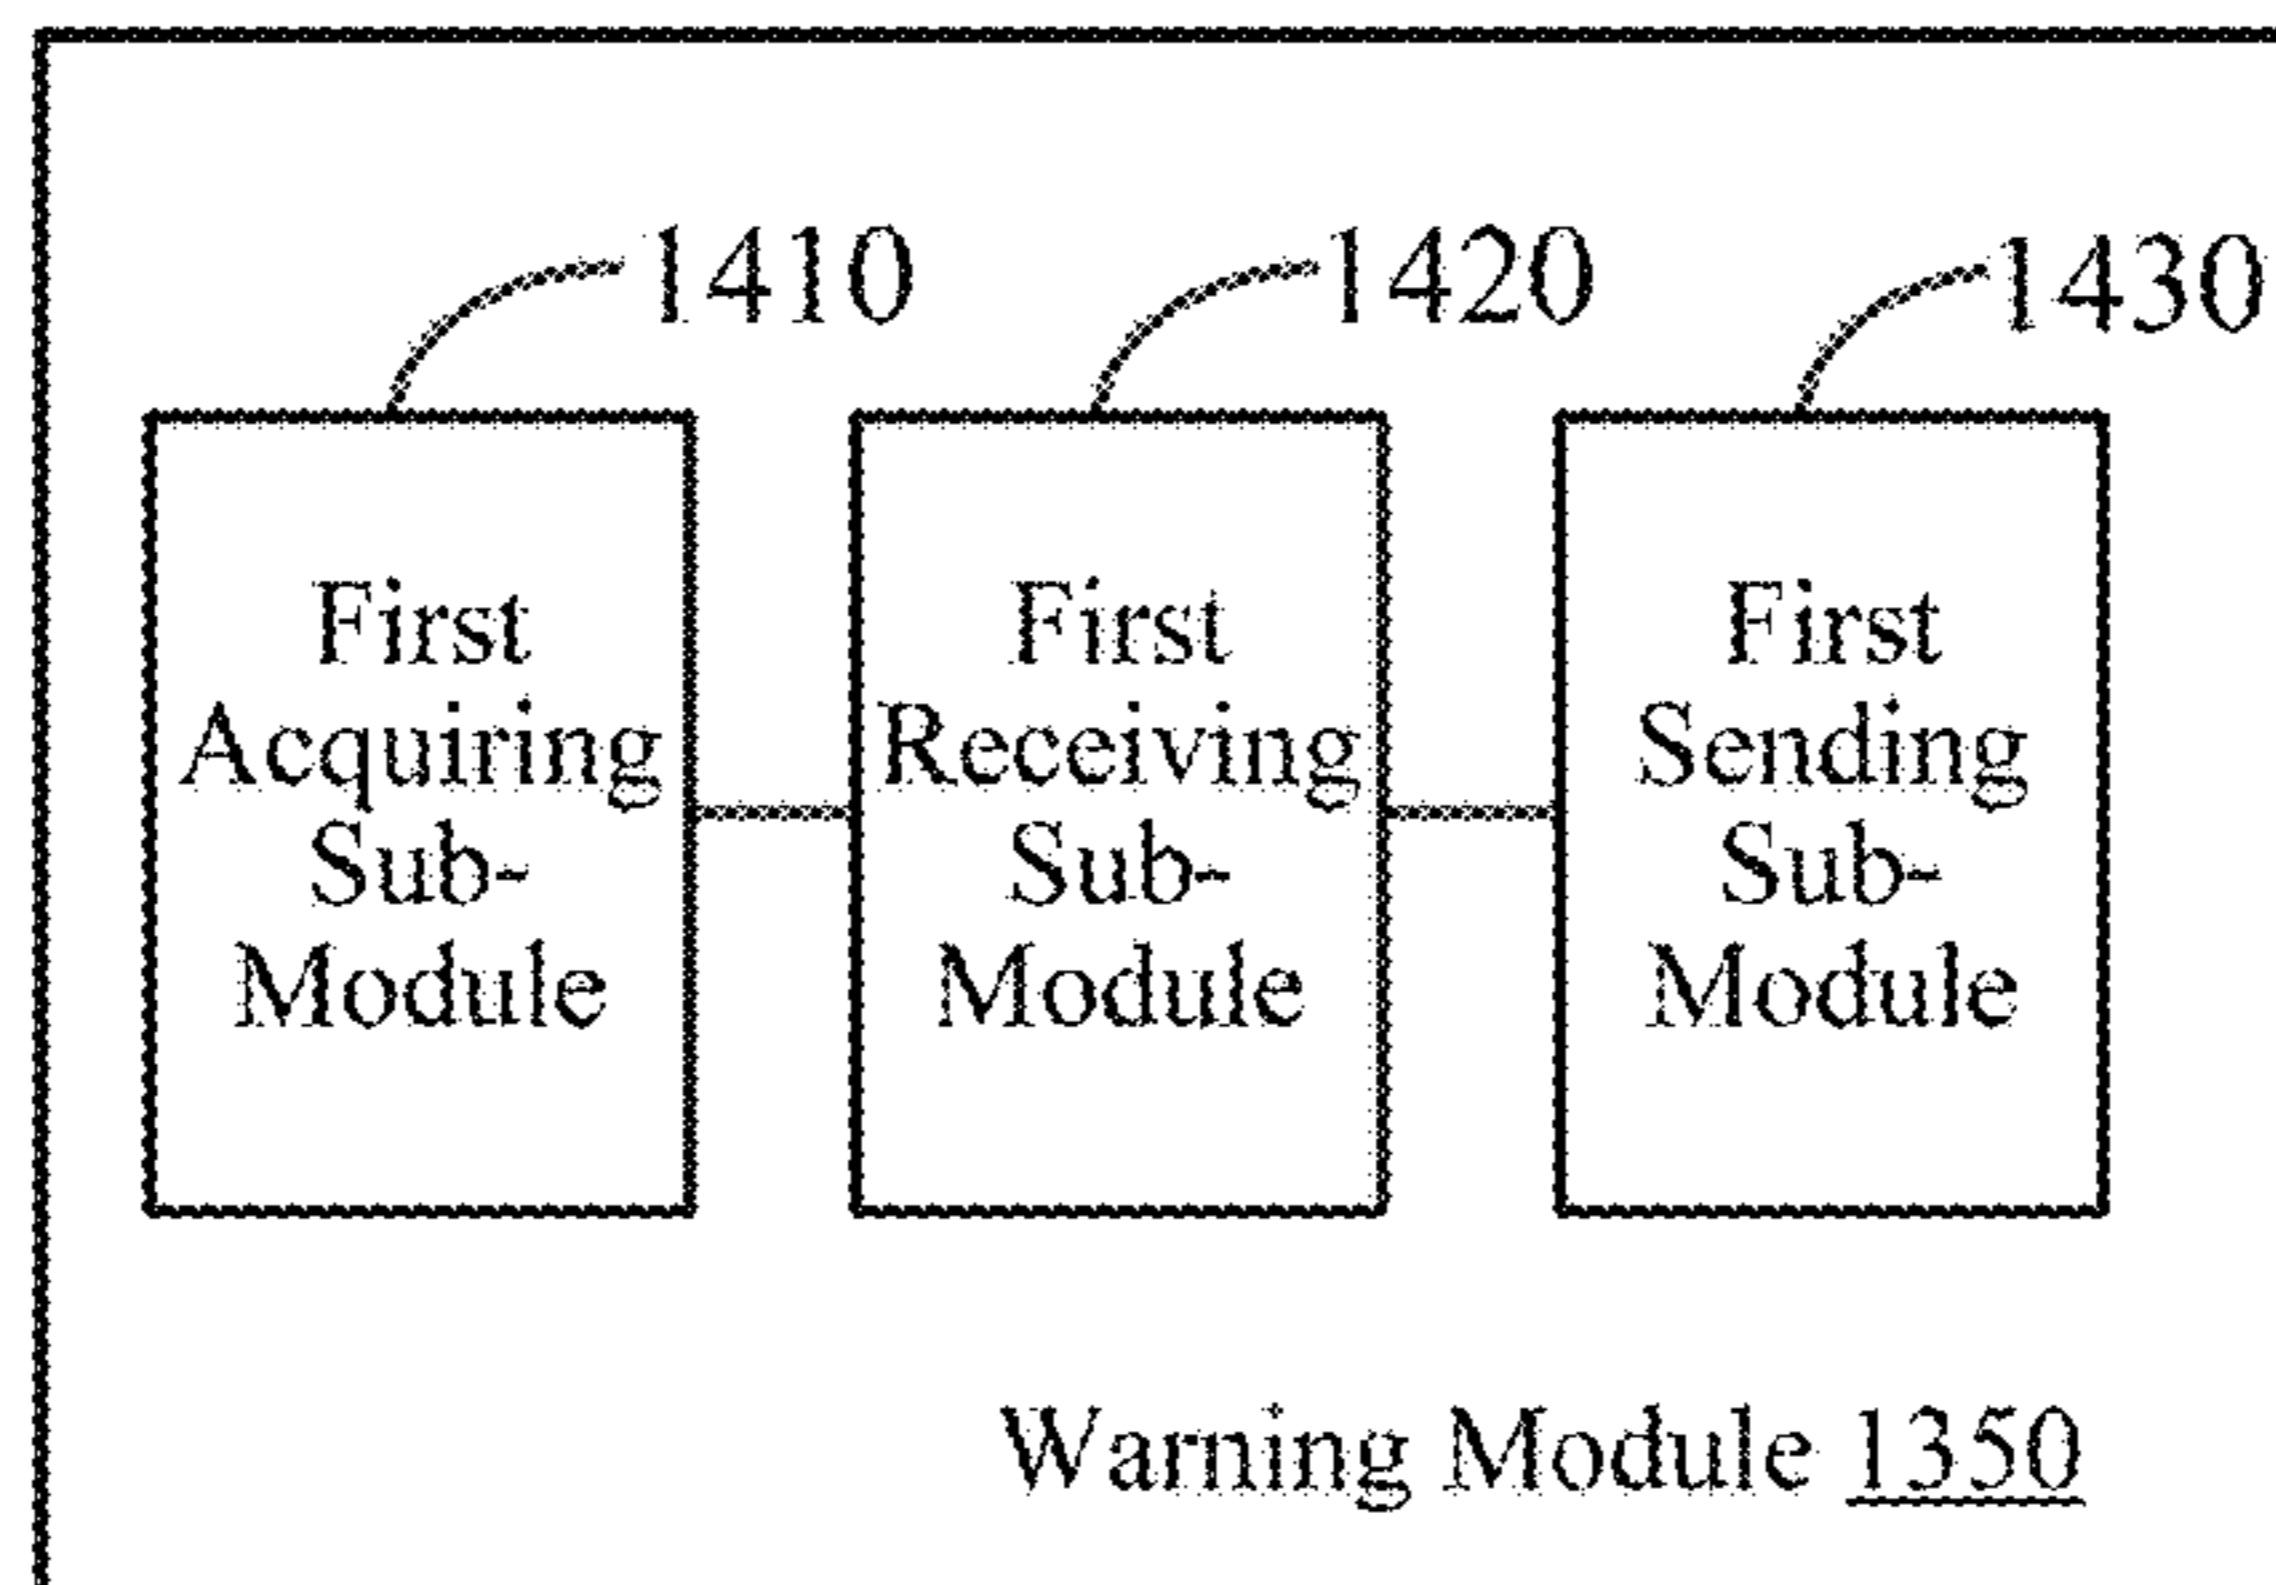 1410
1420
1430
First
Acquiring
Sub-
Module
First
Receiving
Sub-
Module
First
Sending
Sub-
Module
Warning Module 1350